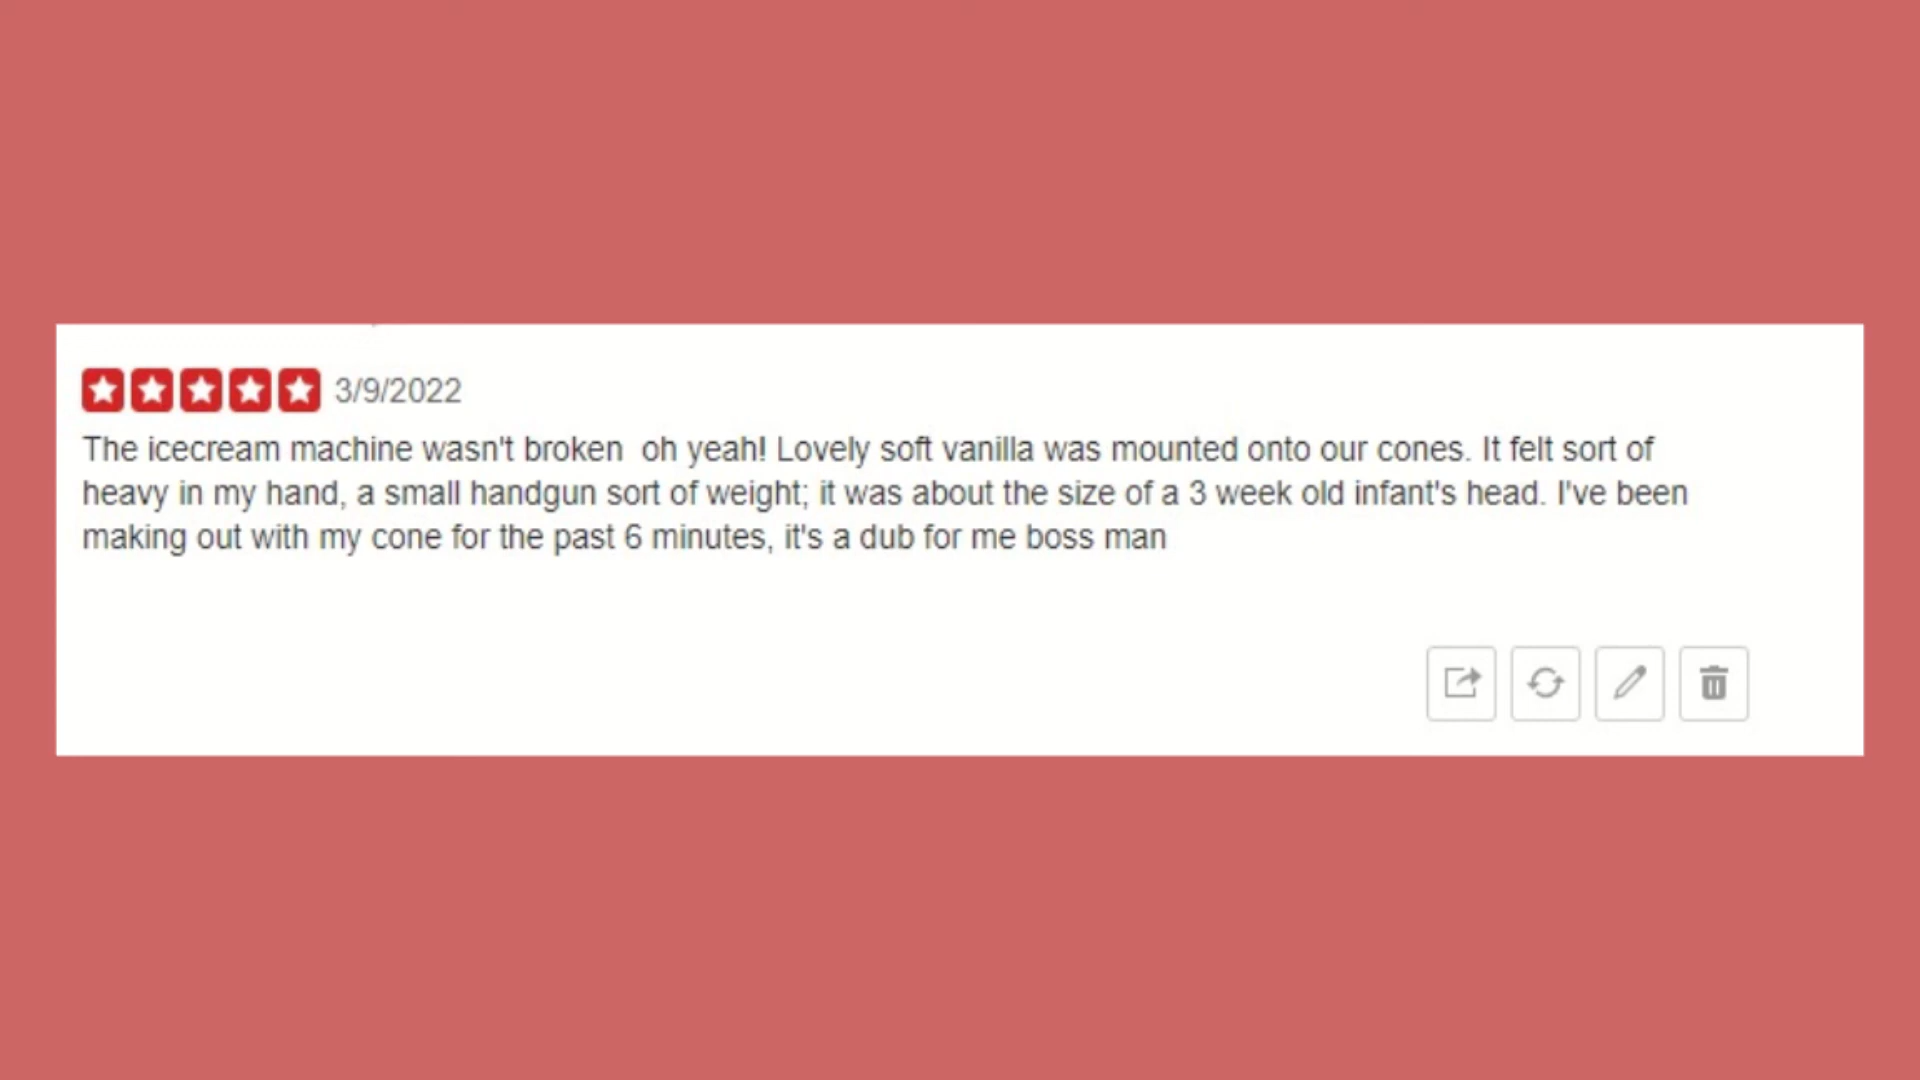 3/9/2022
The icecream machine wasn't broken  oh yeah! Lovely soft vanilla was mounted onto our cones. It felt sort of
heavy in my hand, a small handgun sort of weight; it was about the size of a 3 week old infant's head. I've been
making out with my cone for the past 6 minutes, it's a dub for me boss man